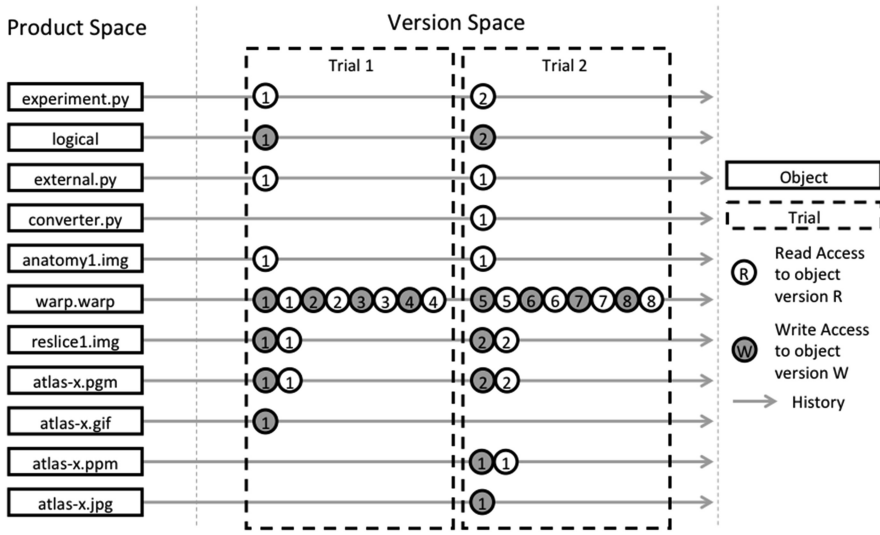 Product Space
Version Space
Trial 1
Trial 2
experiment.py 1 2
logical 1 2
external.py 1 1
converter.py 1
anatomy1.img 1 1
warp.warp 1 1 2 2 3 3 4 4 5 5 6 6 7 7 8 8
reslice1.img 1 1 2 2
atlas-x.pgm 1 1 2 2
atlas-x.gif 1
atlas-x.ppm 1 1
atlas-x.jpg 1
Object
Trial
R
Read Access
to object
version R
W
Write Access
to object
version W
History